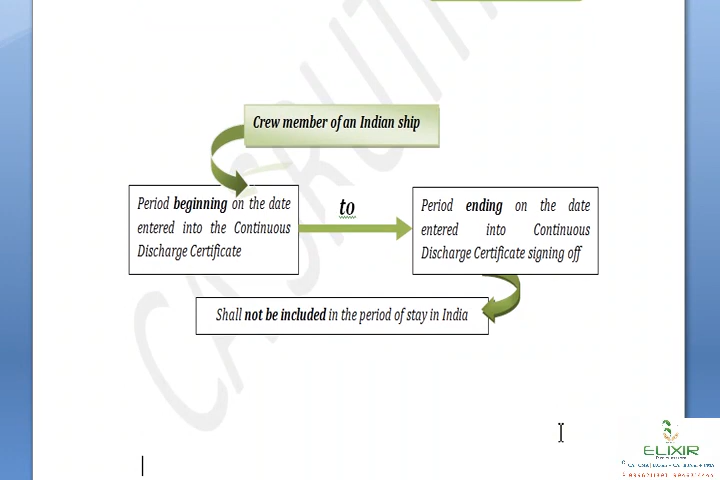 Crew member of an Indian ship
Period beginning on the date
entered into the Continuous
Discharge Certificate
to
Period ending on the date
entered into Continuous
Discharge Certificate signing off
Shall not be included in the period of stay in India
ELIXIR